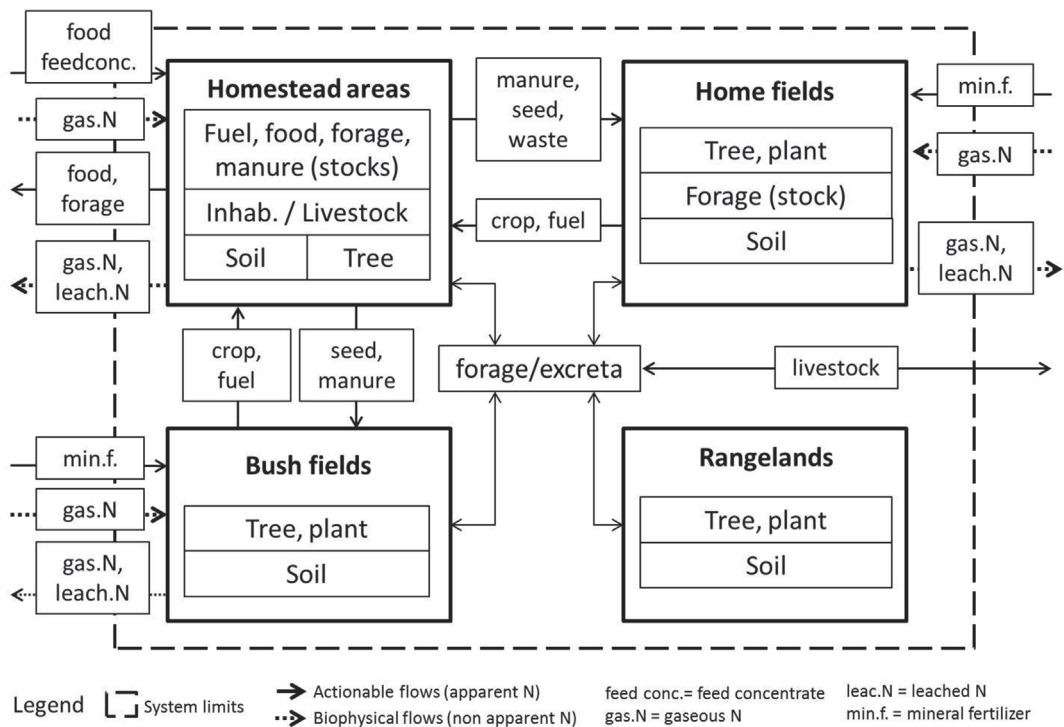 food
feedconc.
gas.N
food,
forage
gas.N,
leach.N
Homestead areas
Fuel, food, forage,
manure (stocks)
Inhab. / Livestock
Soil
Tree
manure,
seed,
waste
crop, fuel
Home fields
Tree, plant
Forage (stock)
Soil
min.f.
gas.N
gas.N,
leach.N
crop,
fuel
seed,
manure
forage/excreta
livestock
min.f.
gas.N
gas.N,
leach.N
Bush fields
Tree, plant
Soil
Rangelands
Tree, plant
Soil
Legend
System limits
Actionable flows (apparent N)
Biophysical flows (non apparent N)
feed conc.= feed concentrate
gas.N = gaseous N
leac.N = leached N
min.f. = mineral fertilizer